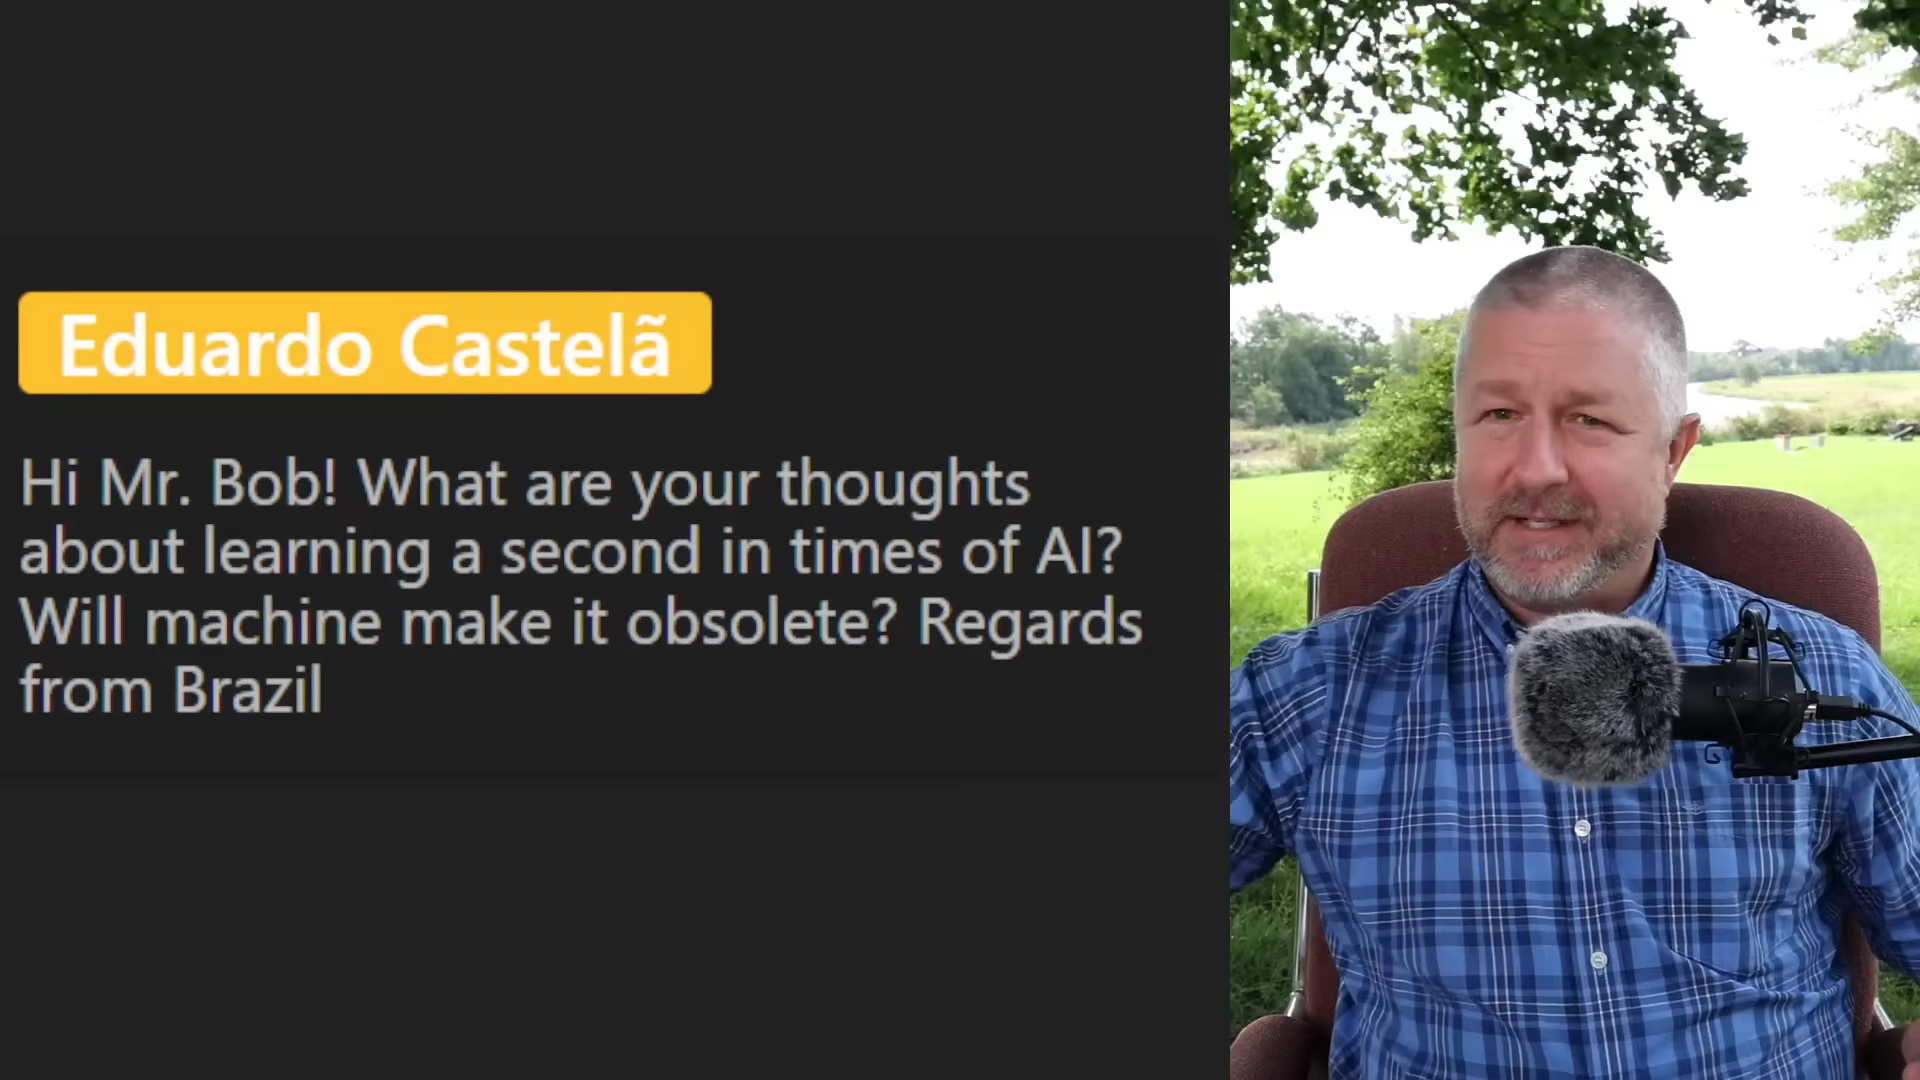 Eduardo Castelã
Hi Mr. Bob! What are your thoughts
about learning a second in times of AI?
Will machine make it obsolete? Regards
from Brazil